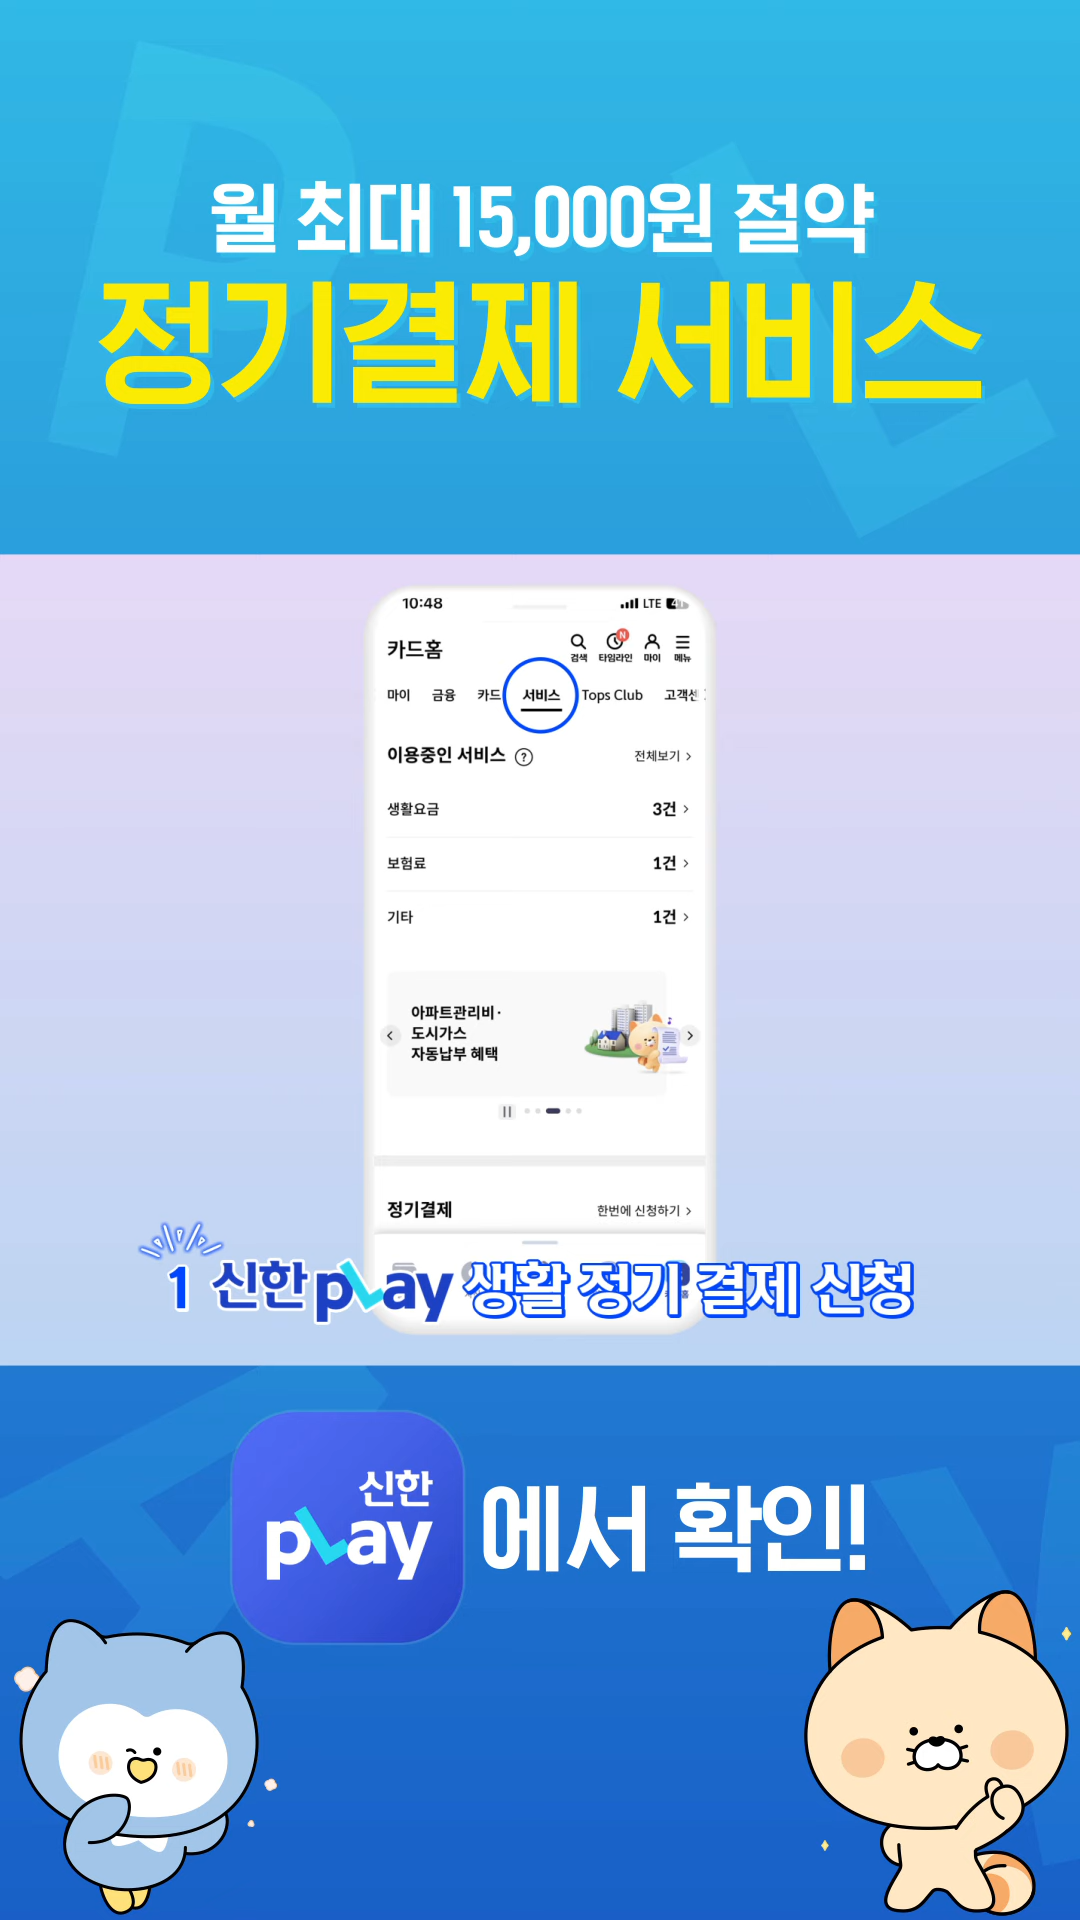 월 최대 15,000원 절약
정기결제 서비스
10:48
LTE 41
카드홈
N
검색 타임라인 마이 메뉴
마이 금융 카드 서비스 Tops Club 고객센
이용중인 서비스 ?
전체보기 >
생활요금 3건 >
보험료 1건 >
기타 1건 >
아파트관리비·
도시가스
자동납부 혜택
정기결제
한번에 신청하기 >
1 신한 pLay 생활 정기 결제 신청
신한
pLay
에서 확인!